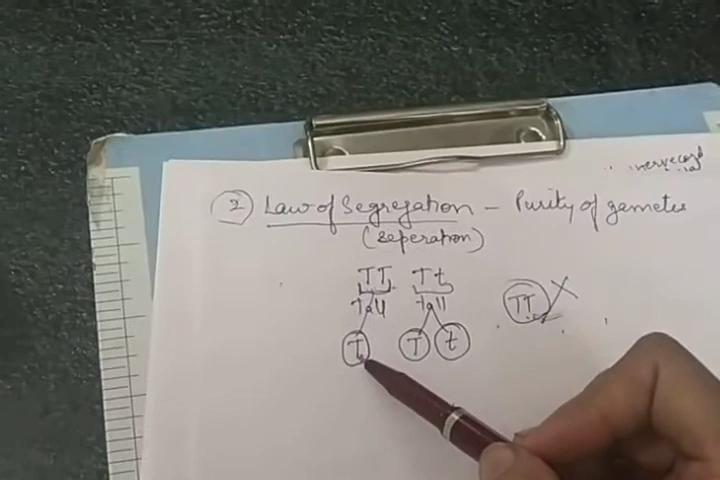 2 Law of Segregation - Purity of gametes
(Seperation)
TT Tt
Tall Tall
TT
T T t